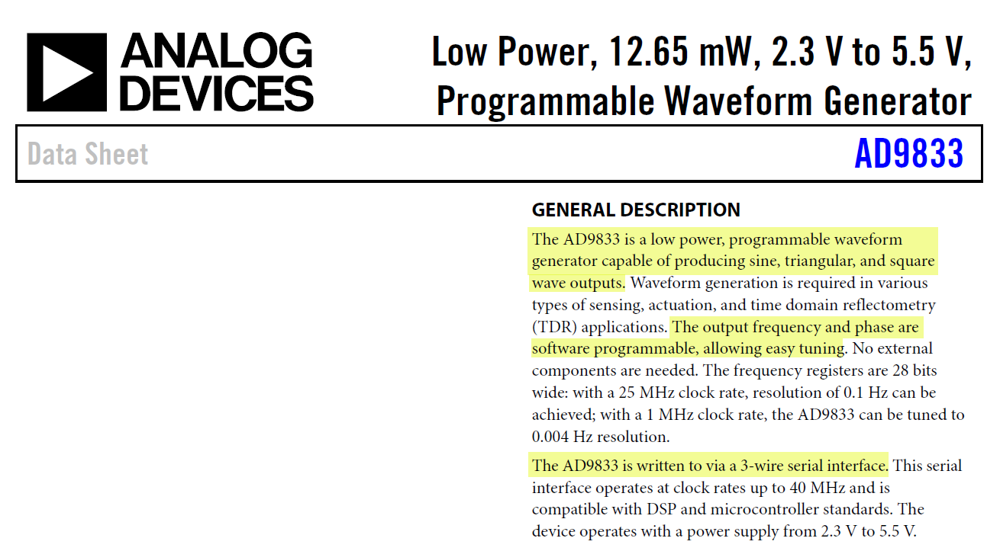 ANALOG
DEVICES
Low Power, 12.65 mW, 2.3 V to 5.5 V,
Programmable Waveform Generator
Data Sheet
AD9833
GENERAL DESCRIPTION
The AD9833 is a low power, programmable waveform
generator capable of producing sine, triangular, and square
wave outputs. Waveform generation is required in various
types of sensing, actuation, and time domain reflectometry
(TDR) applications. The output frequency and phase are
software programmable, allowing easy tuning. No external
components are needed. The frequency registers are 28 bits
wide: with a 25 MHz clock rate, resolution of 0.1 Hz can be
achieved; with a 1 MHz clock rate, the AD9833 can be tuned to
0.004 Hz resolution.
The AD9833 is written to via a 3-wire serial interface. This serial
interface operates at clock rates up to 40 MHz and is
compatible with DSP and microcontroller standards. The
device operates with a power supply from 2.3 V to 5.5 V.